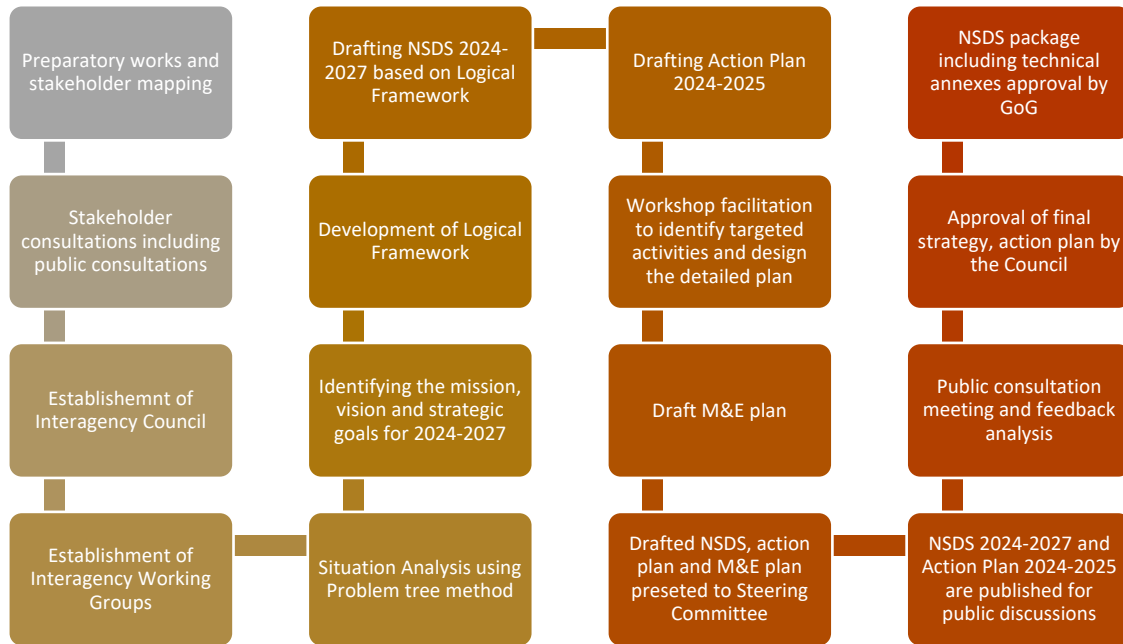 Preparatory works and
stakeholder mapping
Stakeholder
consultations including
public consultations
Establishemnt of
Interagency Council
Establishment of
Interagency Working
Groups
Situation Analysis using
Problem tree method
Identifying the mission,
vision and strategic
goals for 2024-2027
Development of Logical
Framework
Drafting NSDS 2024-
2027 based on Logical
Framework
Drafting Action Plan
2024-2025
Workshop facilitation
to identify targeted
activities and design
the detailed plan
Draft M&E plan
Drafted NSDS, action
plan and M&E plan
preseted to Steering
Committee
NSDS 2024-2027 and
Action Plan 2024-2025
are published for
public discussions
Public consultation
meeting and feedback
analysis
Approval of final
strategy, action plan by
the Council
NSDS package
including technical
annexes approval by
GoG